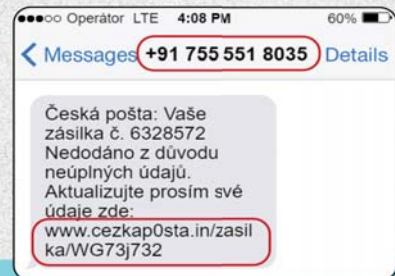 Operátor LTE 4:08 PM 60%
Messages +91 755 551 8035 Details
Česká pošta: Vaše
zásilka č. 6328572
Nedodáno z důvodu
neúplných údajů.
Aktualizujte prosím své
údaje zde:
www.cezkap0sta.in/zasil
ka/WG73j732